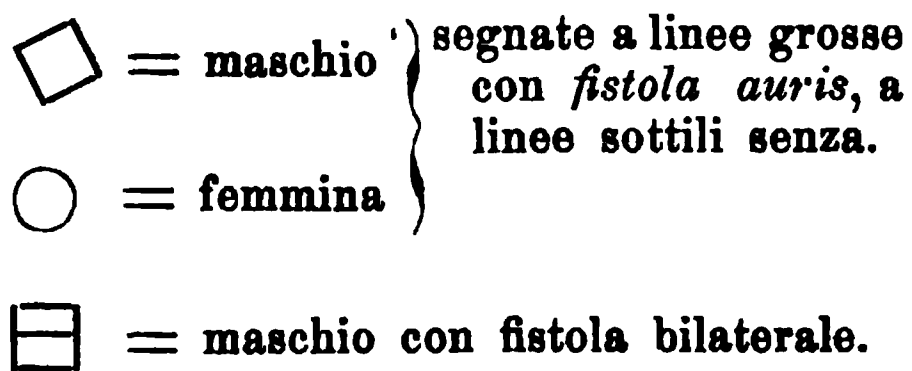 = maschio
segnate a linee grosse
con fistola auris, a
linee sottili senza.
= femmina
= maschio con fistola bilaterale.